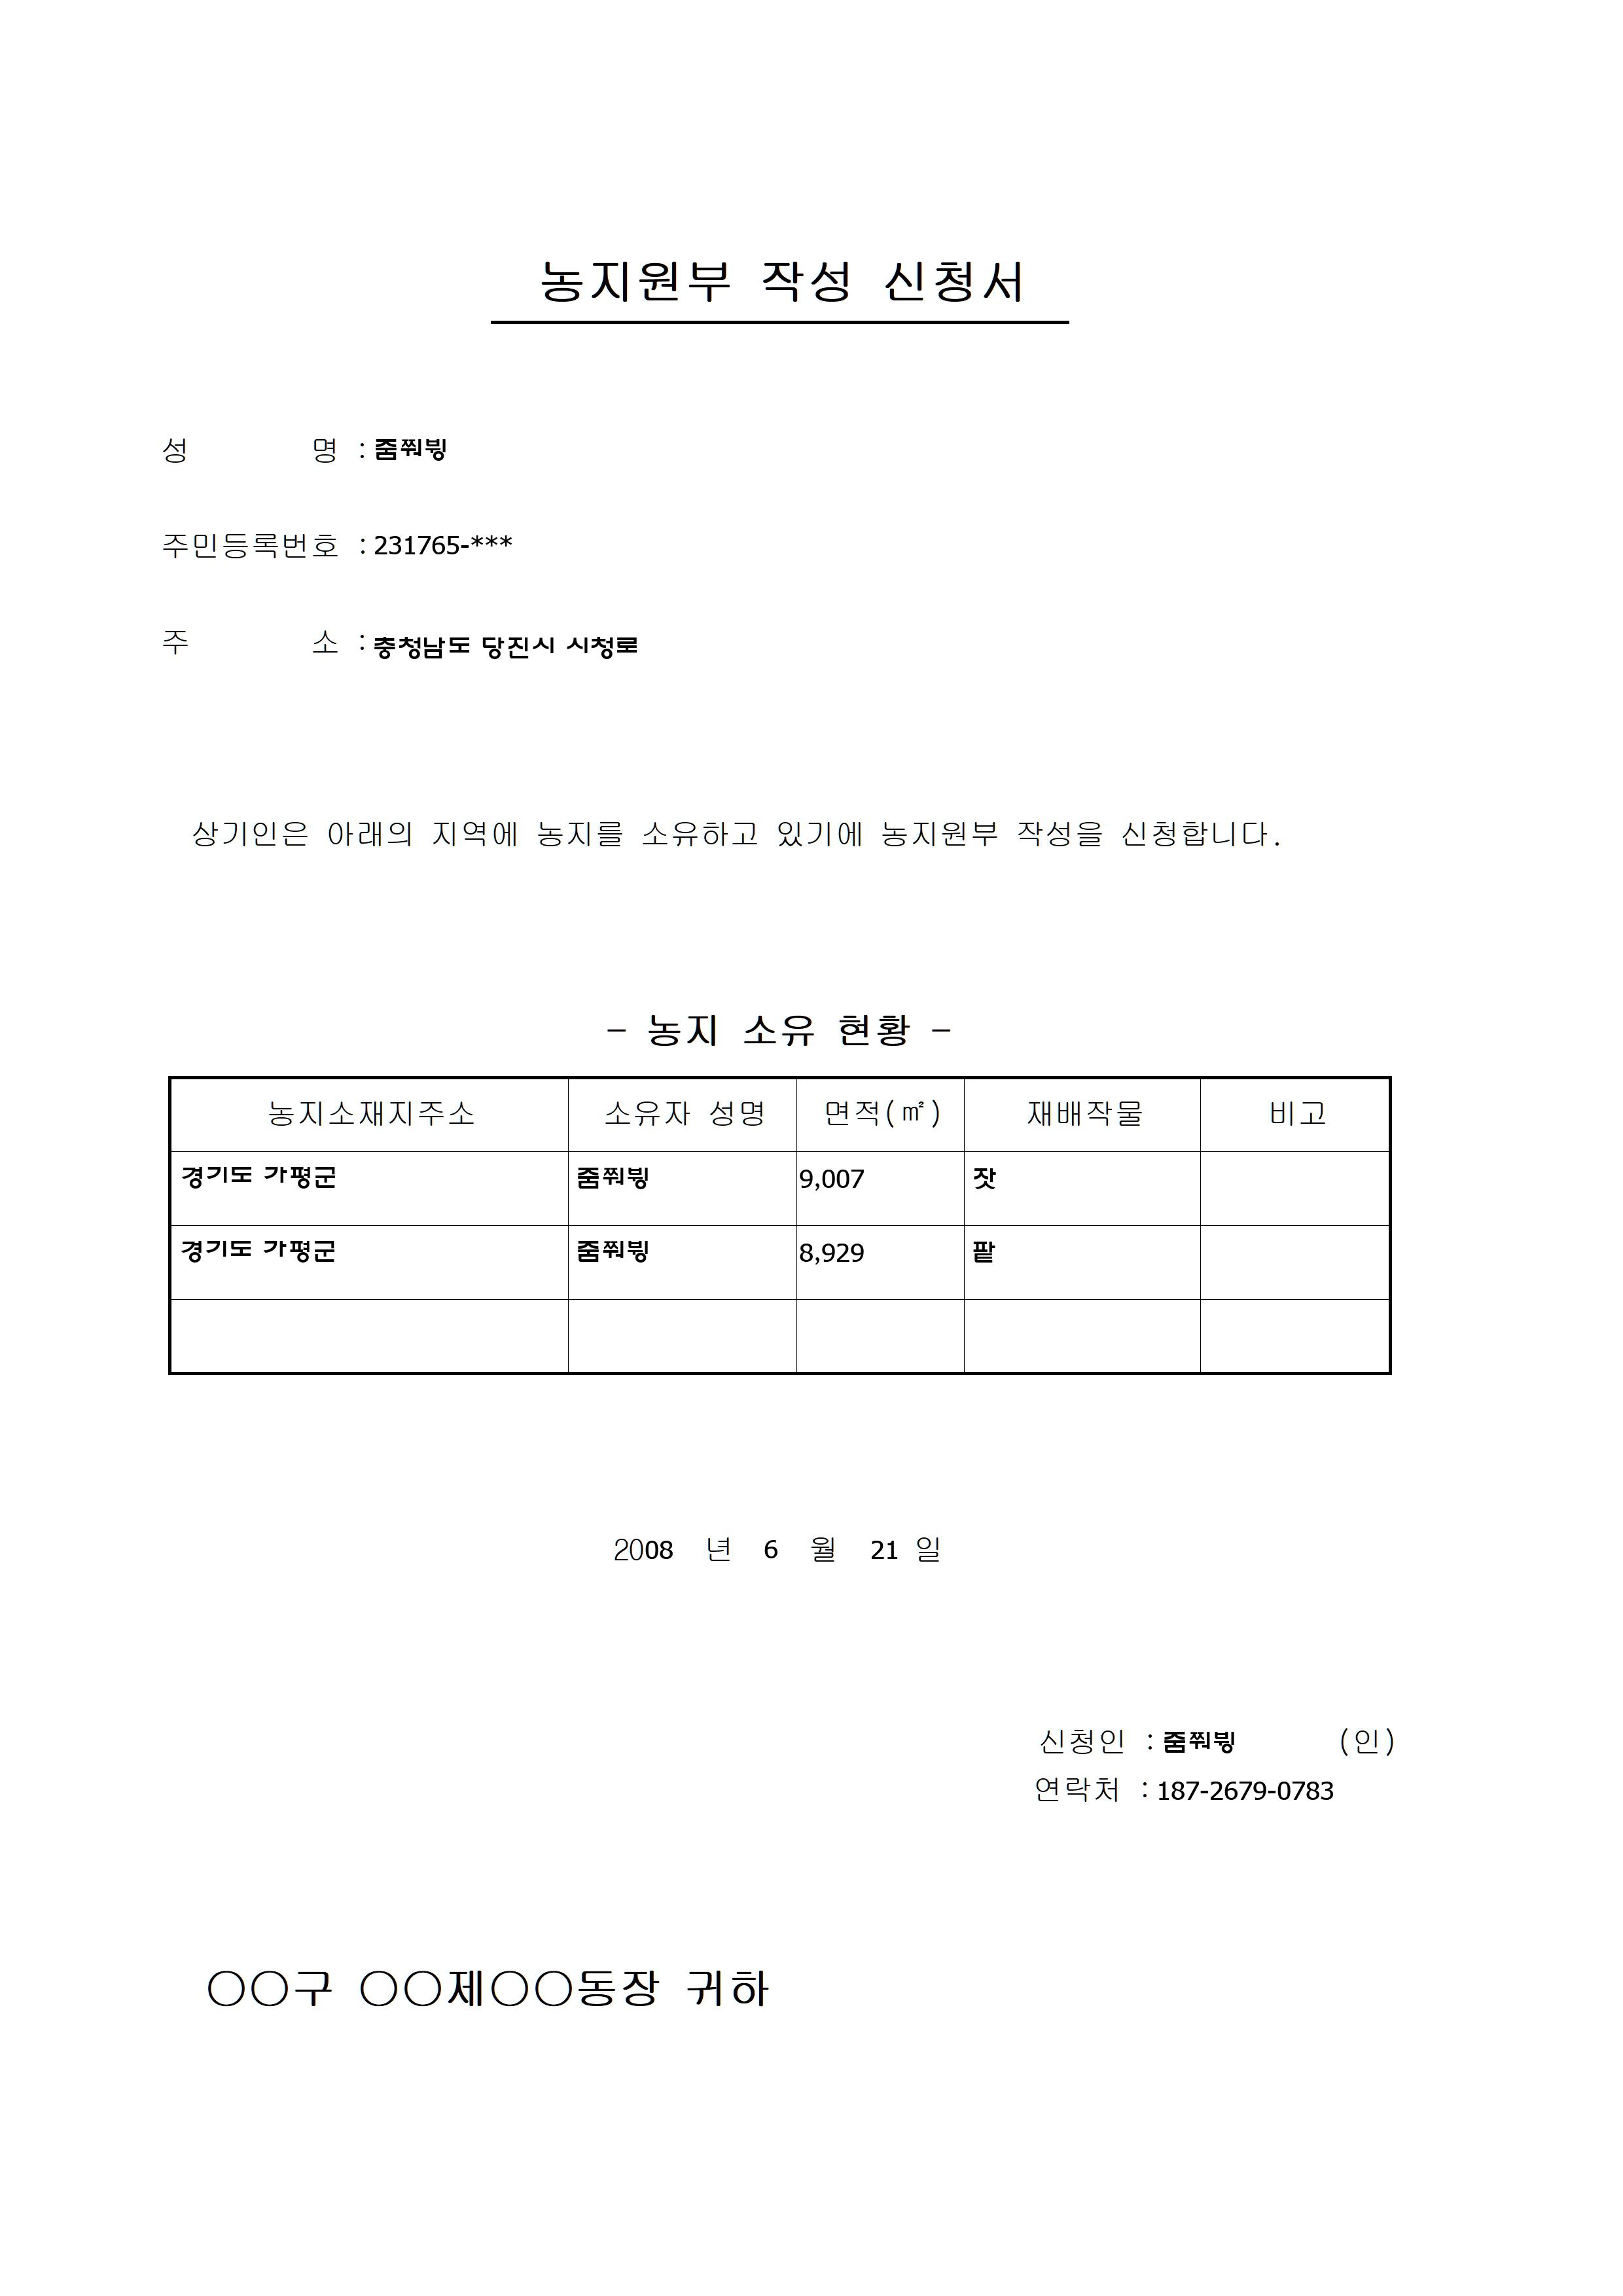 농지원부 작성 신청서
성 명 : 줌쭤뷩
주민등록번호 : 231765-***
주 소 : 충청남도 당진시 시청로
상기인은 아래의 지역에 농지를 소유하고 있기에 농지원부 작성을 신청합니다.
- 농지 소유 현황 -
농지소재지주소 소유자 성명 면적(㎡) 재배작물 비고
경기도 가평군 줌쭤뷩 9,007 잣
경기도 가평군 줌쭤뷩 8,929 팥
2008 년 6 월 21 일
신청인 : 줌쭤뷩 (인)
연락처 : 187-2679-0783
○○구 ○○제○○동장 귀하